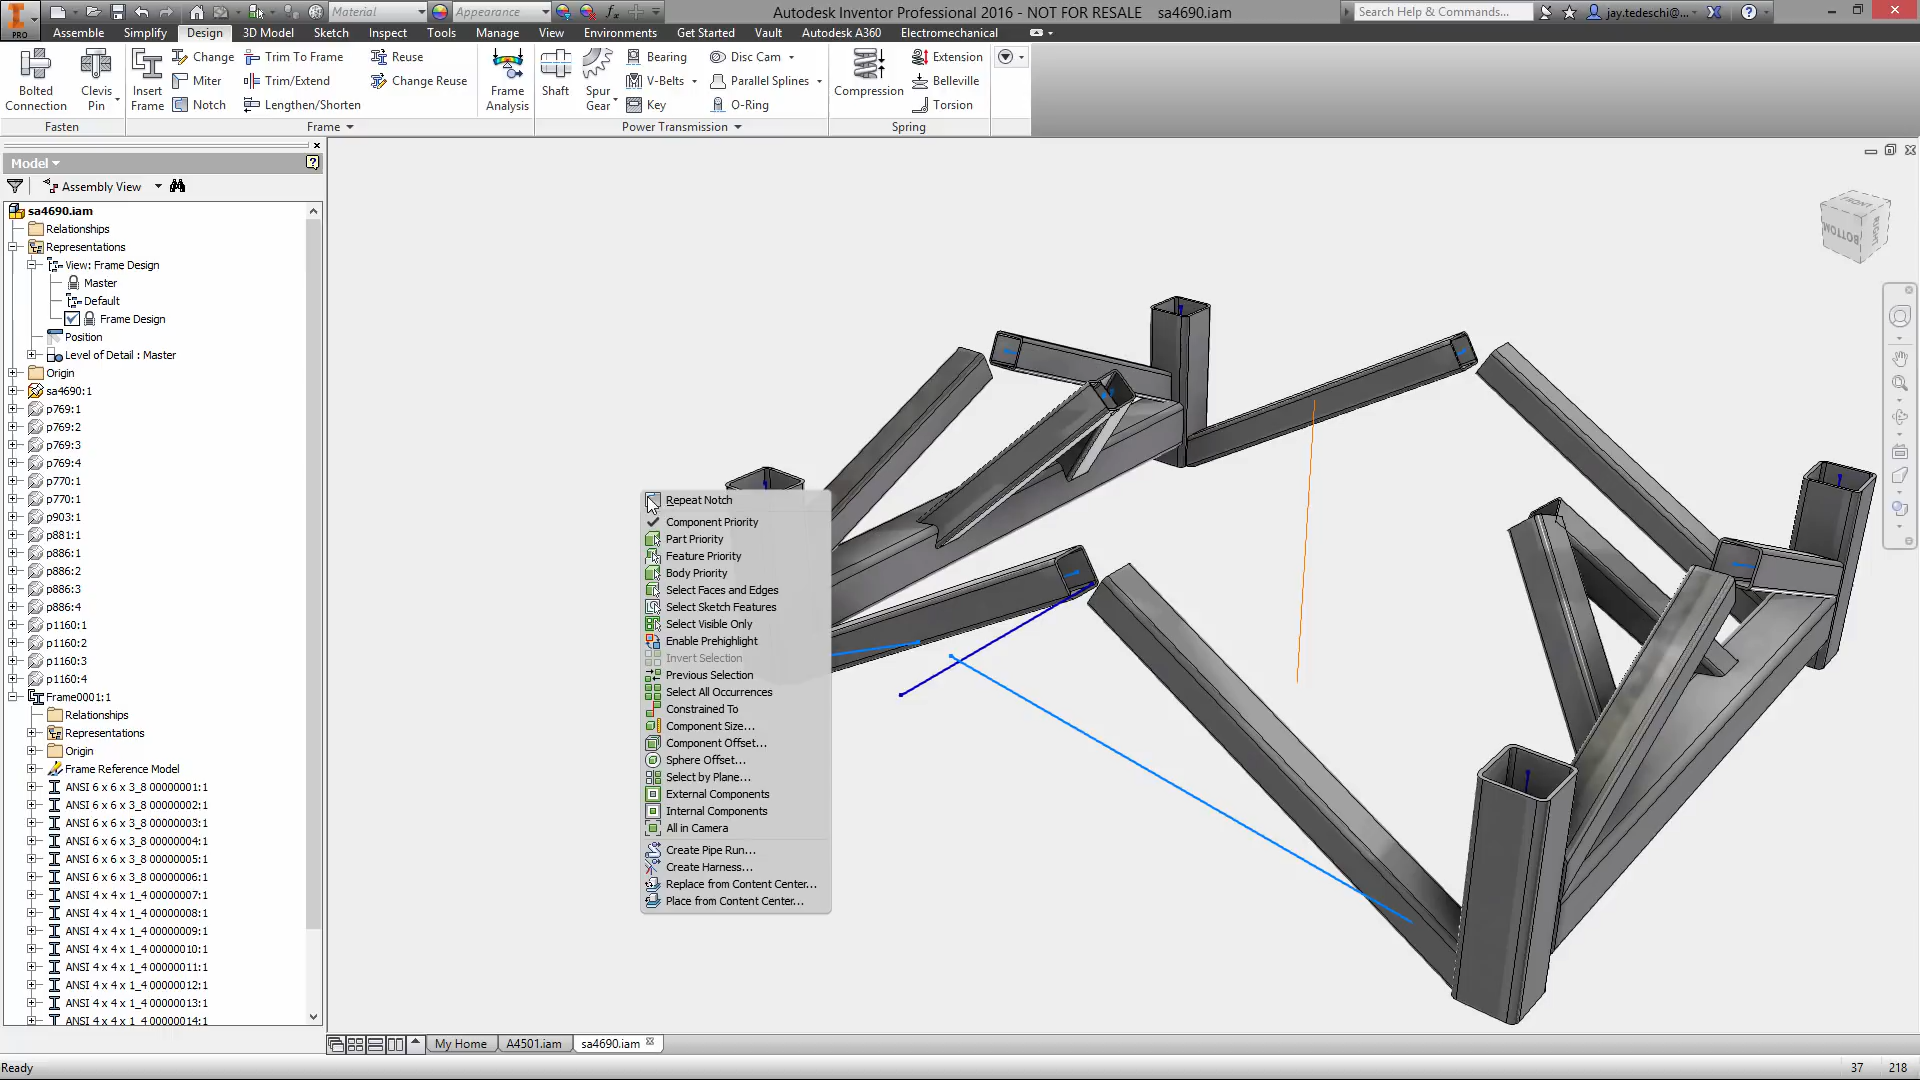 PRO
Material
Appearance
Autodesk Inventor Professional 2016 - NOT FOR RESALE sa4690.iam
Search Help & Commands...
jay.tedeschi@...
Assemble
Simplify
Design
3D Model
Sketch
Inspect
Tools
Manage
View
Environments
Get Started
Vault
Autodesk A360
Electromechanical
Bolted Connection
Clevis Pin
Fasten
Insert Frame
Change
Miter
Notch
Trim To Frame
Trim/Extend
Lengthen/Shorten
Reuse
Change Reuse
Frame
Frame Analysis
Shaft
Spur Gear
Bearing
V-Belts
Key
Disc Cam
Parallel Splines
O-Ring
Power Transmission
Compression
Extension
Belleville
Torsion
Spring
Model
Assembly View
sa4690.iam
Relationships
Representations
View: Frame Design
Master
Default
Frame Design
Position
Level of Detail : Master
Origin
sa4690:1
p769:1
p769:2
p769:3
p769:4
p770:1
p770:1
p903:1
p881:1
p886:1
p886:2
p886:3
p886:4
p1160:1
p1160:2
p1160:3
p1160:4
Frame0001:1
Relationships
Representations
Origin
Frame Reference Model
ANSI 6 x 6 x 3_8 00000001:1
ANSI 6 x 6 x 3_8 00000002:1
ANSI 6 x 6 x 3_8 00000003:1
ANSI 6 x 6 x 3_8 00000004:1
ANSI 6 x 6 x 3_8 00000005:1
ANSI 6 x 6 x 3_8 00000006:1
ANSI 4 x 4 x 1_4 00000007:1
ANSI 4 x 4 x 1_4 00000008:1
ANSI 4 x 4 x 1_4 00000009:1
ANSI 4 x 4 x 1_4 00000010:1
ANSI 4 x 4 x 1_4 00000011:1
ANSI 4 x 4 x 1_4 00000012:1
ANSI 4 x 4 x 1_4 00000013:1
ANSI 4 x 4 x 1_4 00000014:1
Repeat Notch
Component Priority
Part Priority
Feature Priority
Body Priority
Select Faces and Edges
Select Sketch Features
Select Visible Only
Enable Prehighlight
Invert Selection
Previous Selection
Select All Occurrences
Constrained To
Component Size...
Component Offset...
Sphere Offset...
Select by Plane...
External Components
Internal Components
All in Camera
Create Pipe Run...
Create Harness...
Replace from Content Center...
Place from Content Center...
FRONT
RIGHT
BOTTOM
My Home
A4501.iam
sa4690.iam
Ready
37
218